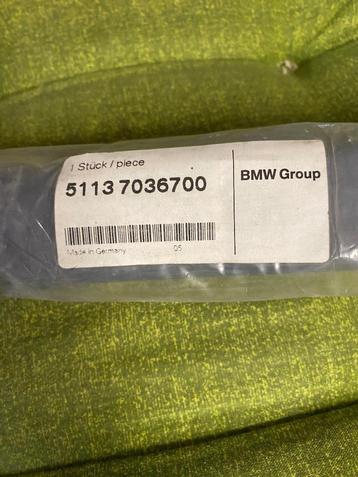 1 Stück / piece
5113 7036700
BMW Group
Made in Germany 05